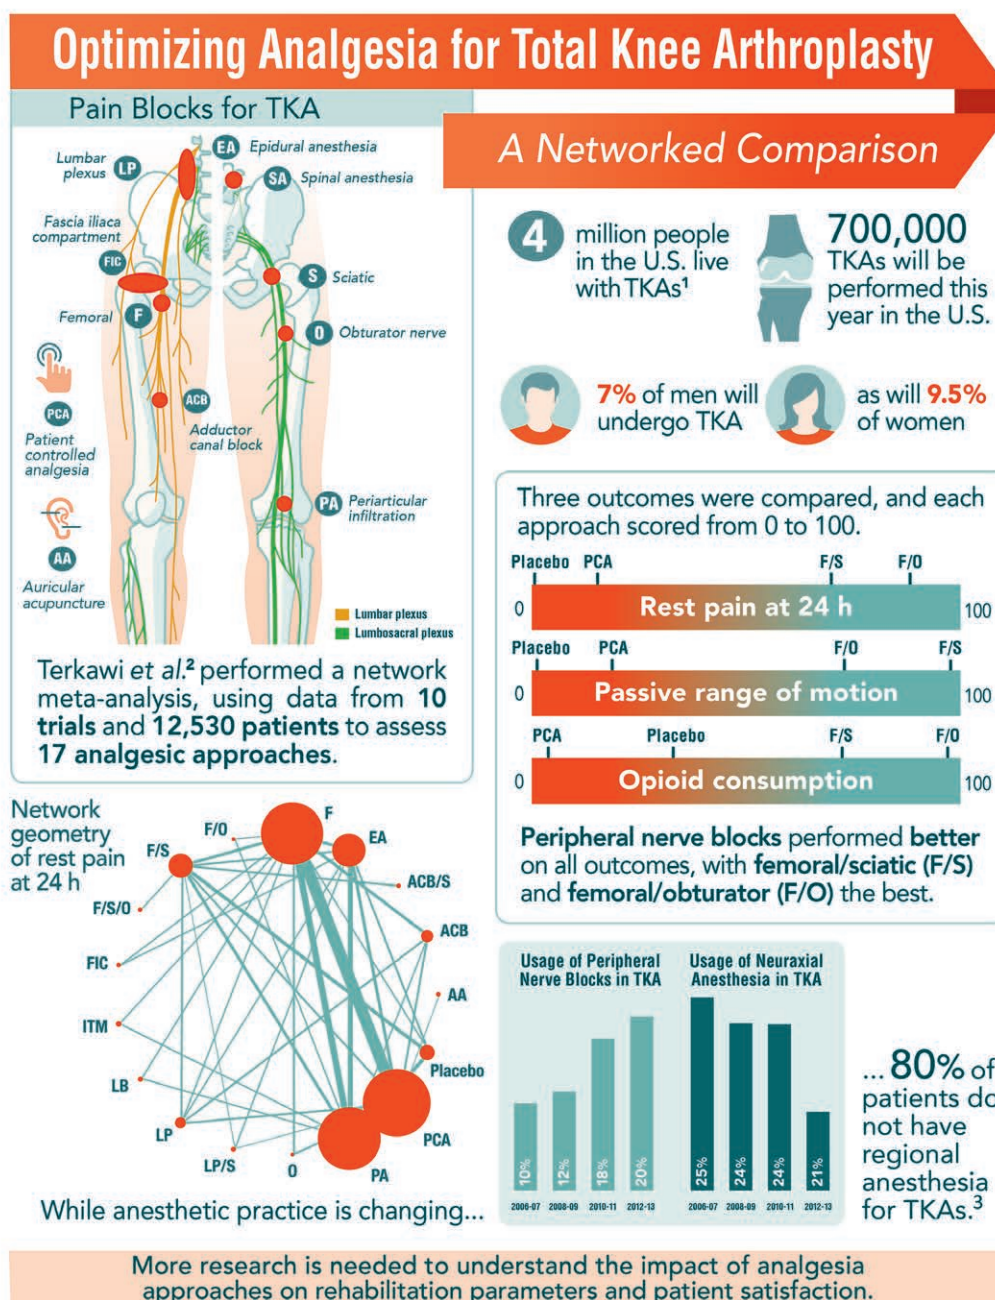 Optimizing Analgesia for Total Knee Arthroplasty
A Networked Comparison
Pain Blocks for TKA
Lumbar
plexus
LP
EA
Epidural anesthesia
SA
Spinal anesthesia
Fascia iliaca
compartment
FIC
S
Sciatic
Femoral
F
O
Obturator nerve
PCA
Patient
controlled
analgesia
ACB
Adductor
canal block
PA
Periarticular
infiltration
AA
Auricular
acupuncture
Lumbar plexus
Lumbosacral plexus
Terkawi et al.² performed a network
meta-analysis, using data from 10
trials and 12,530 patients to assess
17 analgesic approaches.
4
million people
in the U.S. live
with TKAs¹
700,000
TKAs will be
performed this
year in the U.S.
7% of men will
undergo TKA
as will 9.5%
of women
Three outcomes were compared, and each
approach scored from 0 to 100.
Placebo PCA F/S F/O
0 Rest pain at 24 h 100
Placebo PCA F/O F/S
0 Passive range of motion 100
PCA Placebo F/S F/O
0 Opioid consumption 100
Peripheral nerve blocks performed better
on all outcomes, with femoral/sciatic (F/S)
and femoral/obturator (F/O) the best.
Network
geometry
of rest pain
at 24 h
F
EA
ACB/S
ACB
AA
Placebo
PCA
PA
O
LP/S
LP
LB
ITM
FIC
F/S/O
F/S
F/O
While anesthetic practice is changing...
Usage of Peripheral
Nerve Blocks in TKA
10% 12% 18% 20%
2006-07 2008-09 2010-11 2012-13
Usage of Neuraxial
Anesthesia in TKA
25% 24% 24% 21%
2006-07 2008-09 2010-11 2012-13
... 80% of
patients do
not have
regional
anesthesia
for TKAs.³
More research is needed to understand the impact of analgesia
approaches on rehabilitation parameters and patient satisfaction.